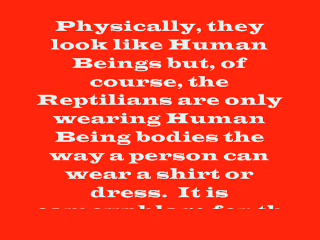 Physically, they
look like Human
Beings but, of
course, the
Reptilians are only
wearing Human
Being bodies the
way a person can
wear a shirt or
dress.  It is